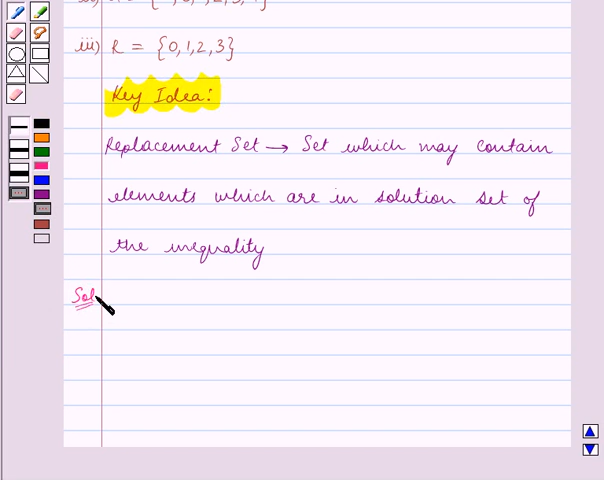 iii) R = {0,1,2,3}
Key Idea:
Replacement Set → Set which may contain
elements which are in solution set of
the inequality
Sol